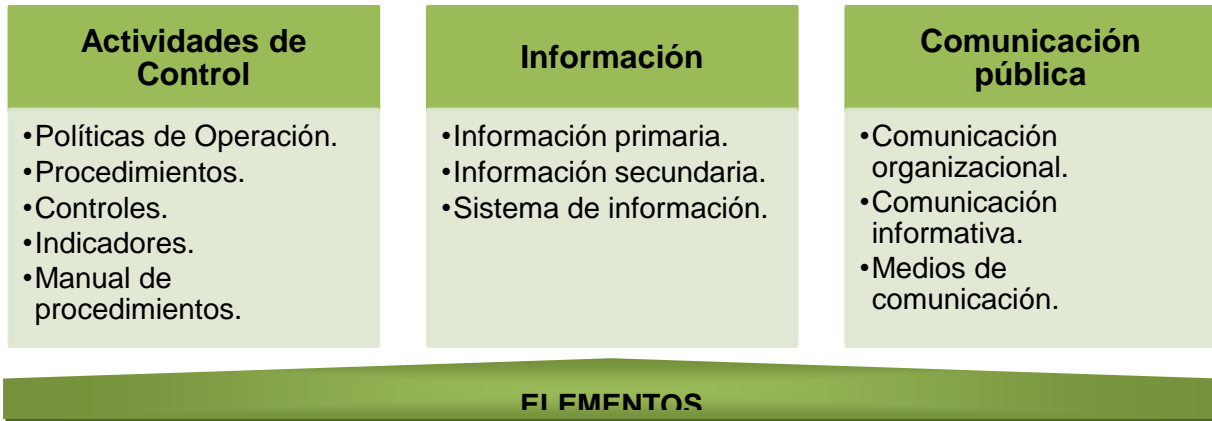 Actividades de
Control
•Políticas de Operación.
•Procedimientos.
•Controles.
•Indicadores.
•Manual de
procedimientos.
Información
•Información primaria.
•Información secundaria.
•Sistema de información.
Comunicación
pública
•Comunicación
organizacional.
•Comunicación
informativa.
•Medios de
comunicación.
ELEMENTOS